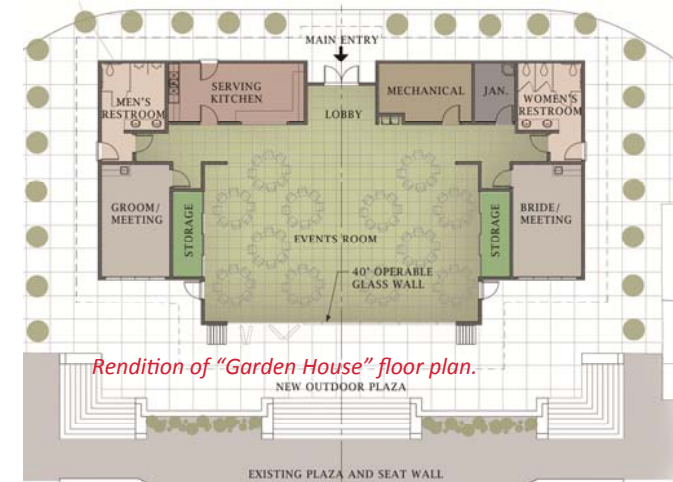 MAIN ENTRY
MEN'S
RESTROOM
SERVING
KITCHEN
LOBBY
MECHANICAL
JAN.
WOMEN'S
RESTROOM
GROOM/
MEETING
STORAGE
EVENTS ROOM
STORAGE
BRIDE/
MEETING
40' OPERABLE
GLASS WALL
Rendition of “Garden House” floor plan.
NEW OUTDOOR PLAZA
EXISTING PLAZA AND SEAT WALL